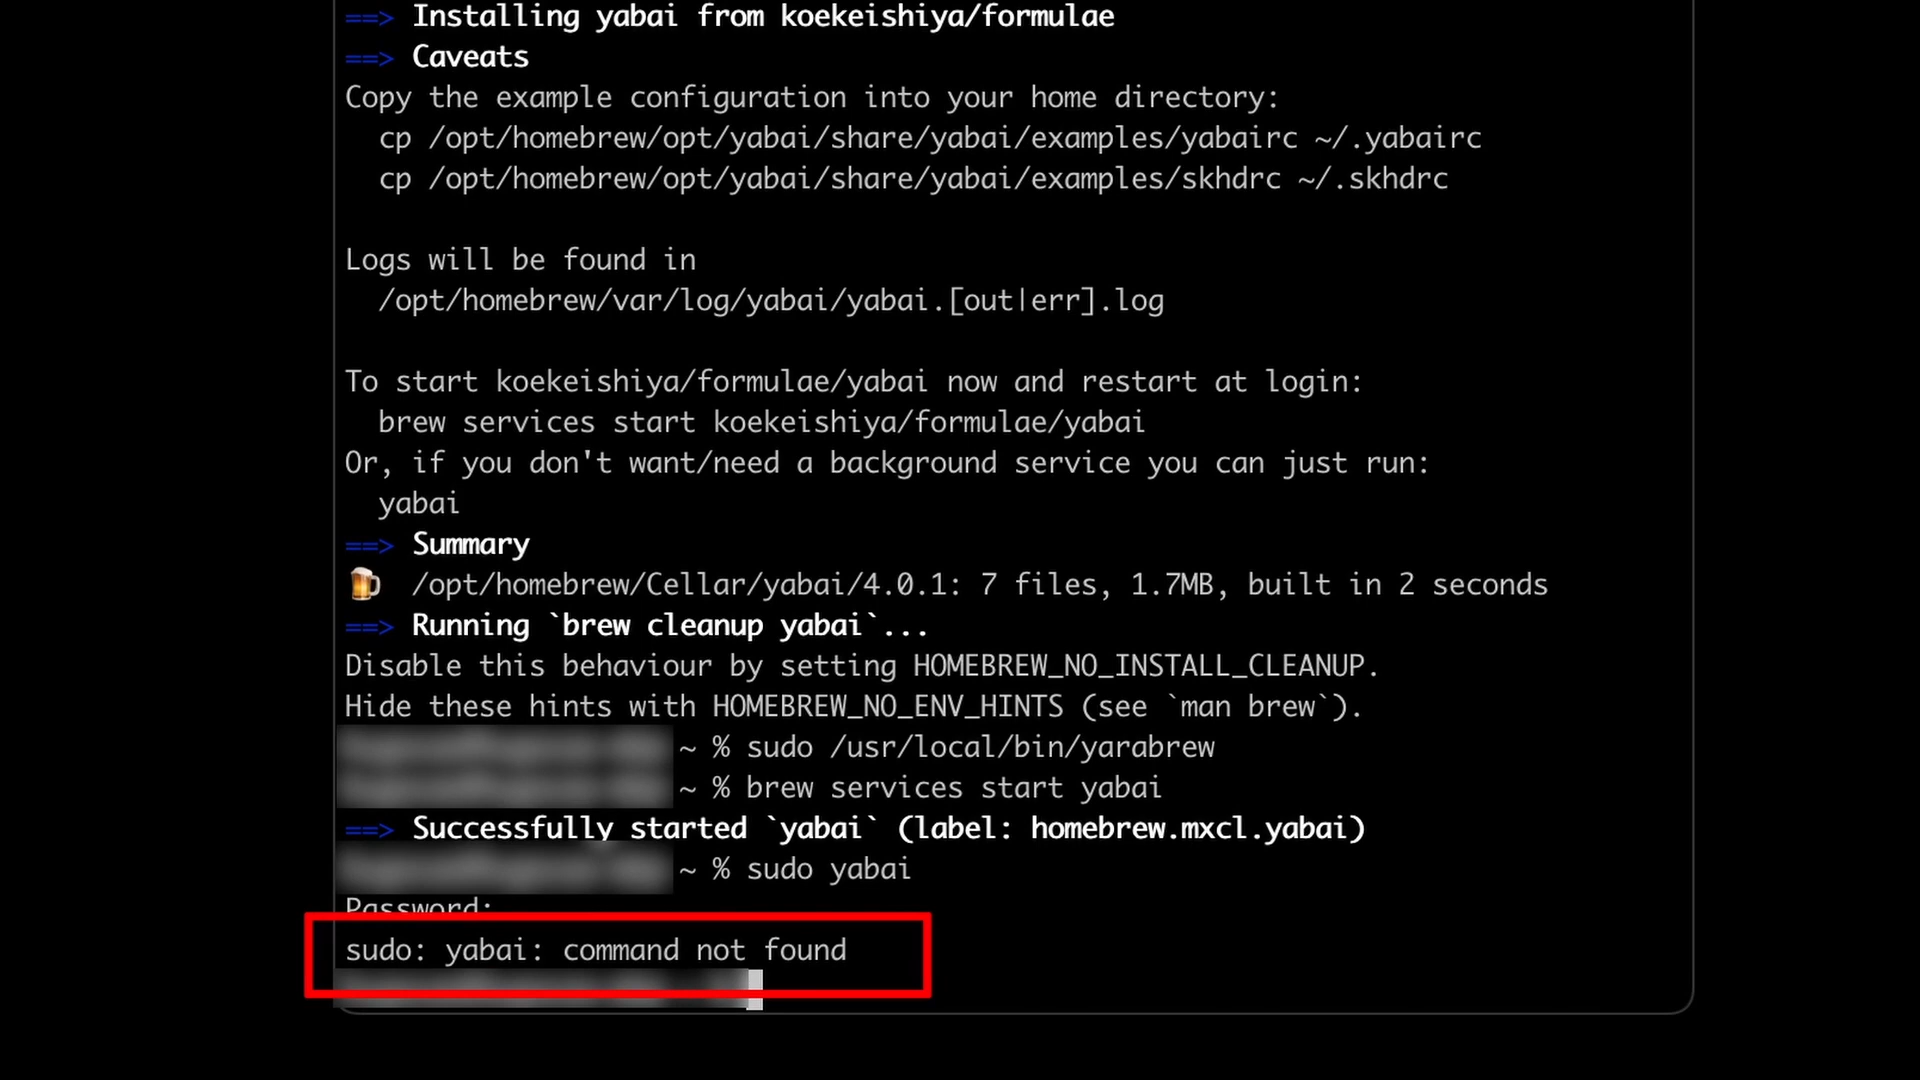 ==> Installing yabai from koekeishiya/formulae
==> Caveats
Copy the example configuration into your home directory:
cp /opt/homebrew/opt/yabai/share/yabai/examples/yabairc ~/.yabairc
cp /opt/homebrew/opt/yabai/share/yabai/examples/skhdrc ~/.skhdrc
Logs will be found in
/opt/homebrew/var/log/yabai/yabai.[out|err].log
To start koekeishiya/formulae/yabai now and restart at login:
brew services start koekeishiya/formulae/yabai
Or, if you don't want/need a background service you can just run:
yabai
==> Summary
🍺 /opt/homebrew/Cellar/yabai/4.0.1: 7 files, 1.7MB, built in 2 seconds
==> Running `brew cleanup yabai`...
Disable this behaviour by setting HOMEBREW_NO_INSTALL_CLEANUP.
Hide these hints with HOMEBREW_NO_ENV_HINTS (see `man brew`).
~ % sudo /usr/local/bin/yarabrew
~ % brew services start yabai
==> Successfully started `yabai` (label: homebrew.mxcl.yabai)
~ % sudo yabai
Password:
sudo: yabai: command not found